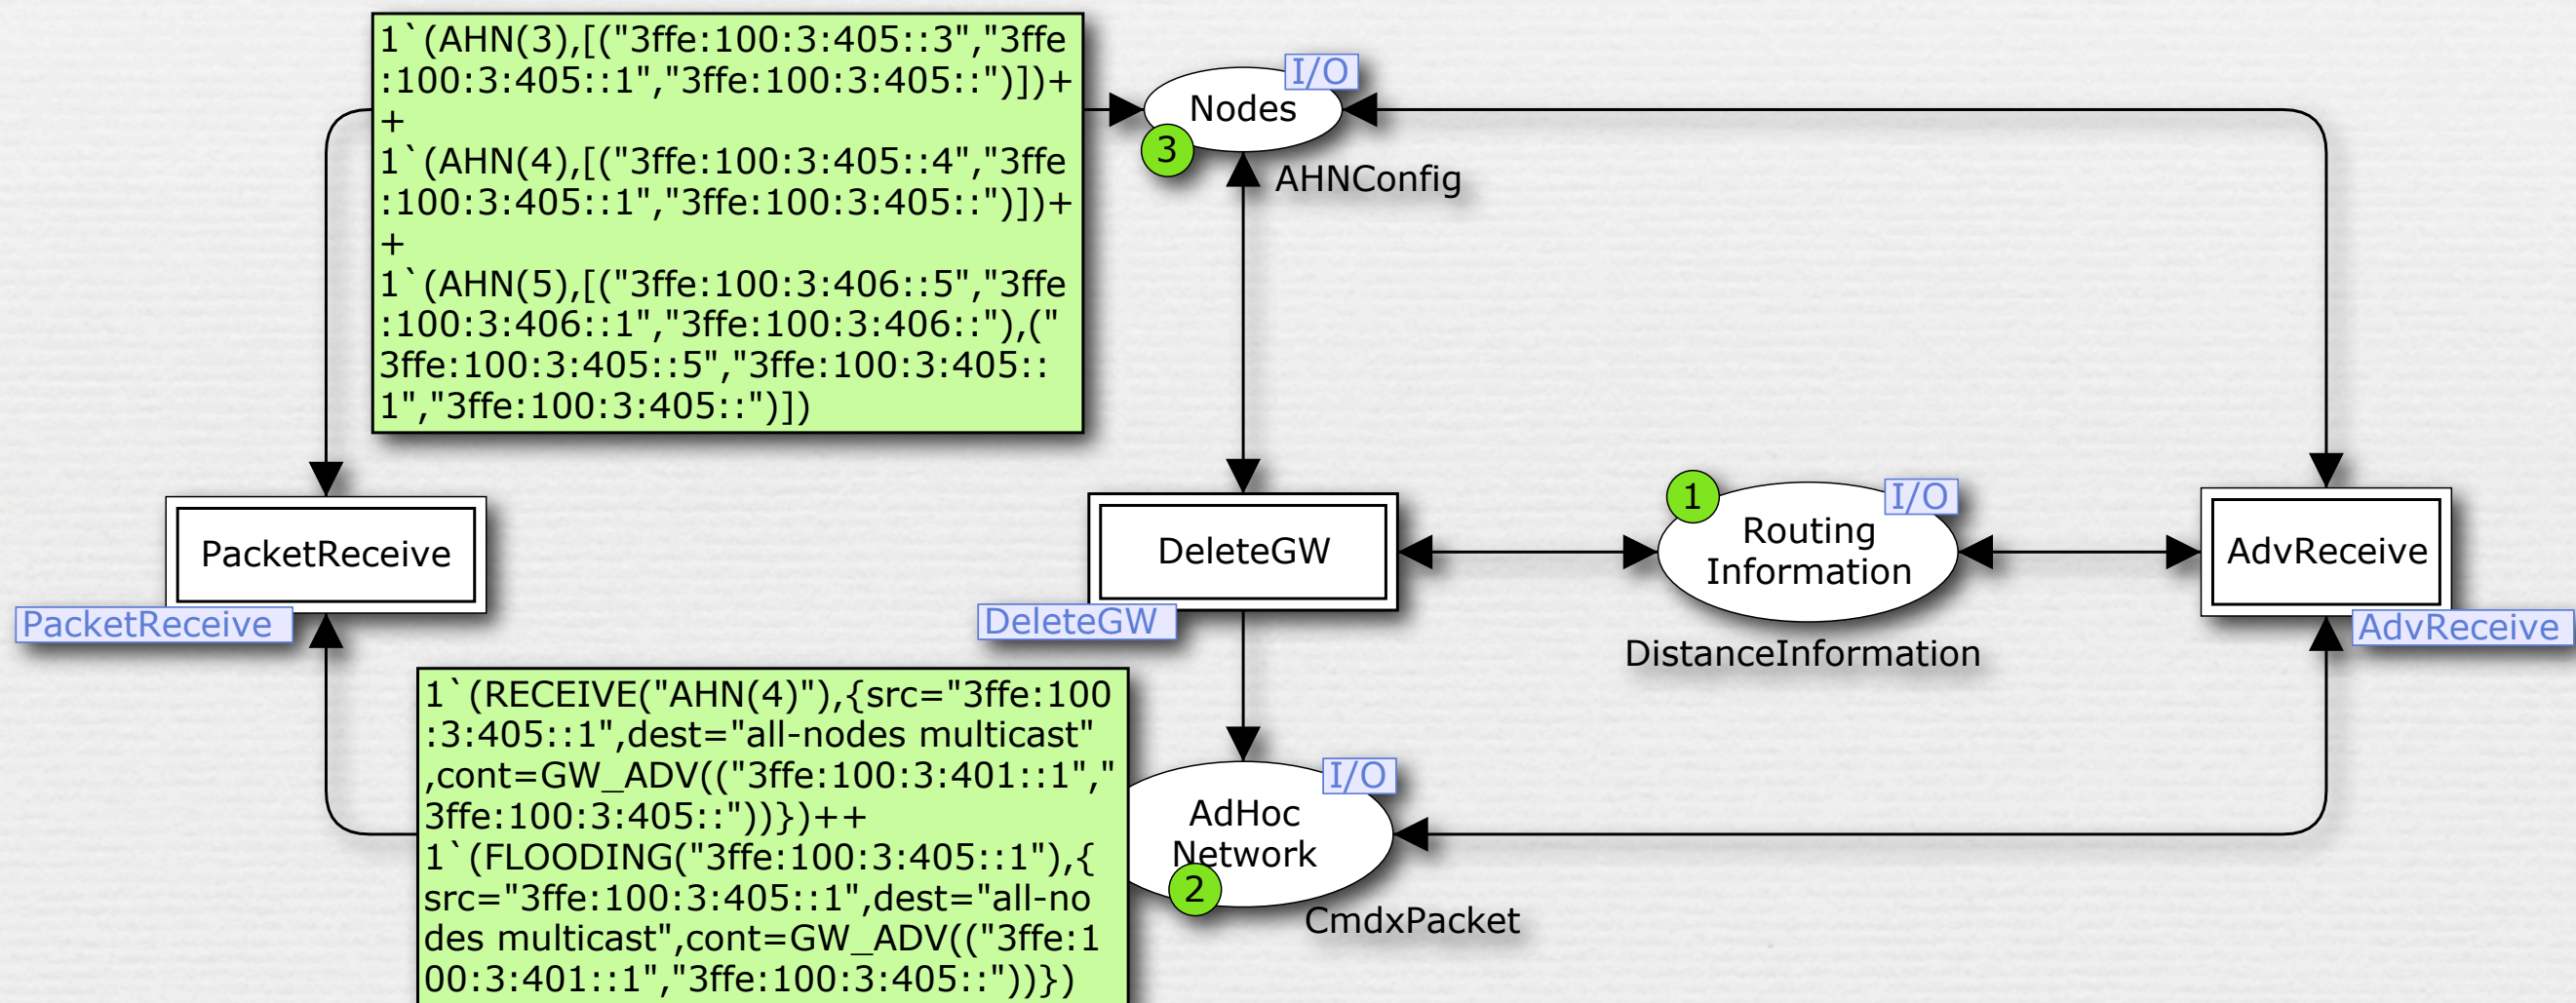 1`(AHN(3),[("3ffe:100:3:405::3","3ffe
:100:3:405::1","3ffe:100:3:405::")])+
+
1`(AHN(4),[("3ffe:100:3:405::4","3ffe
:100:3:405::1","3ffe:100:3:405::")])+
+
1`(AHN(5),[("3ffe:100:3:406::5","3ffe
:100:3:406::1","3ffe:100:3:406::"),("
3ffe:100:3:405::5","3ffe:100:3:405::
1","3ffe:100:3:405::")])
I/O
Nodes
3
AHNConfig
PacketReceive
PacketReceive
DeleteGW
DeleteGW
1
I/O
Routing
Information
DistanceInformation
AdvReceive
AdvReceive
1`(RECEIVE("AHN(4)"),{src="3ffe:100
:3:405::1",dest="all-nodes multicast"
,cont=GW_ADV(("3ffe:100:3:401::1","
3ffe:100:3:405::"))})++
1`(FLOODING("3ffe:100:3:405::1"),{
src="3ffe:100:3:405::1",dest="all-no
des multicast",cont=GW_ADV(("3ffe:1
00:3:401::1","3ffe:100:3:405::"))})
I/O
AdHoc
Network
2
CmdxPacket